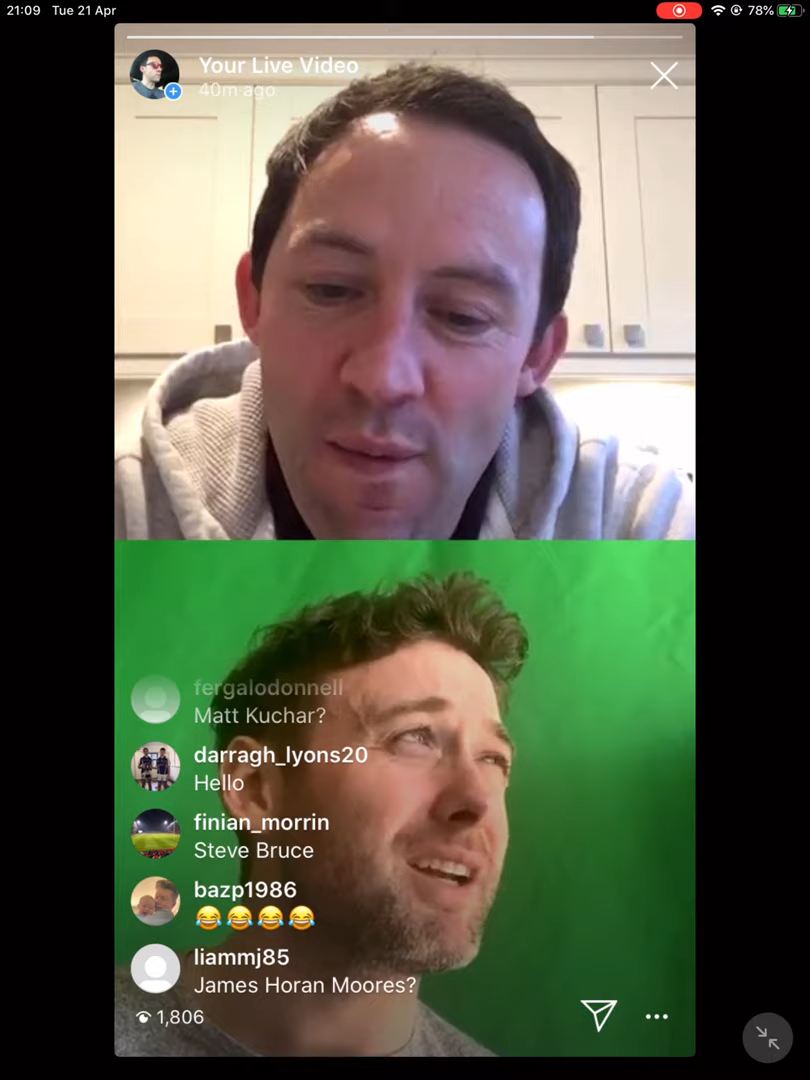 21:09 Tue 21 Apr
78%
Your Live Video
40m ago
fergalodonnell
Matt Kuchar?
darragh_lyons20
Hello
finian_morrin
Steve Bruce
bazp1986
😂😂😂😂
liammj85
James Horan Moores?
1,806